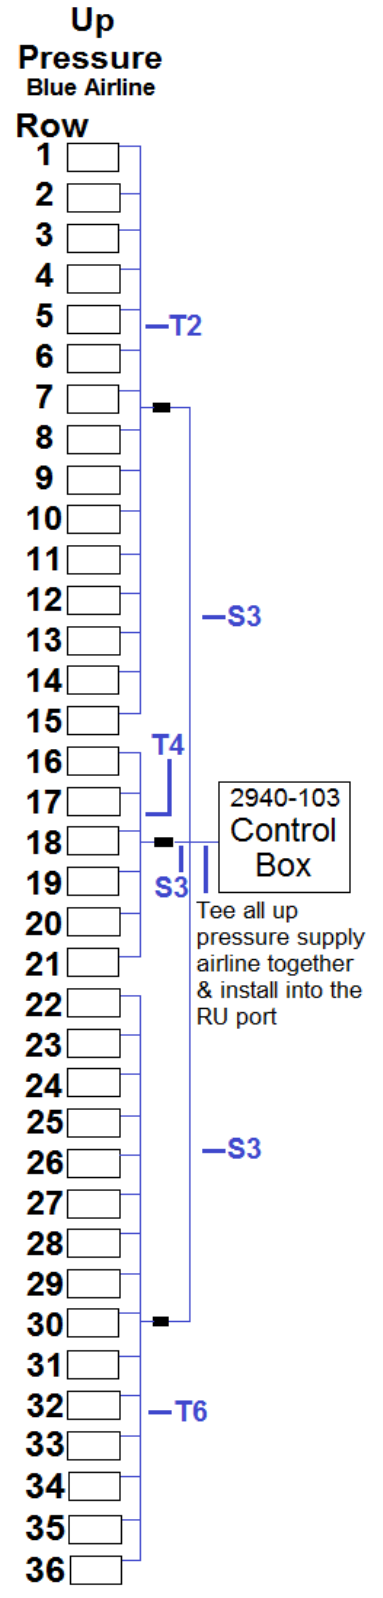 Up
Pressure
Blue Airline
Row
1
2
3
4
5
T2
6
7
8
9
10
11
12
S3
13
14
15
T4
16
17
2940-103
Control
Box
18
19
S3
20
Tee all up
pressure supply
airline together
& install into the
RU port
21
22
23
24
25
26
S3
27
28
29
30
31
32
T6
33
34
35
36